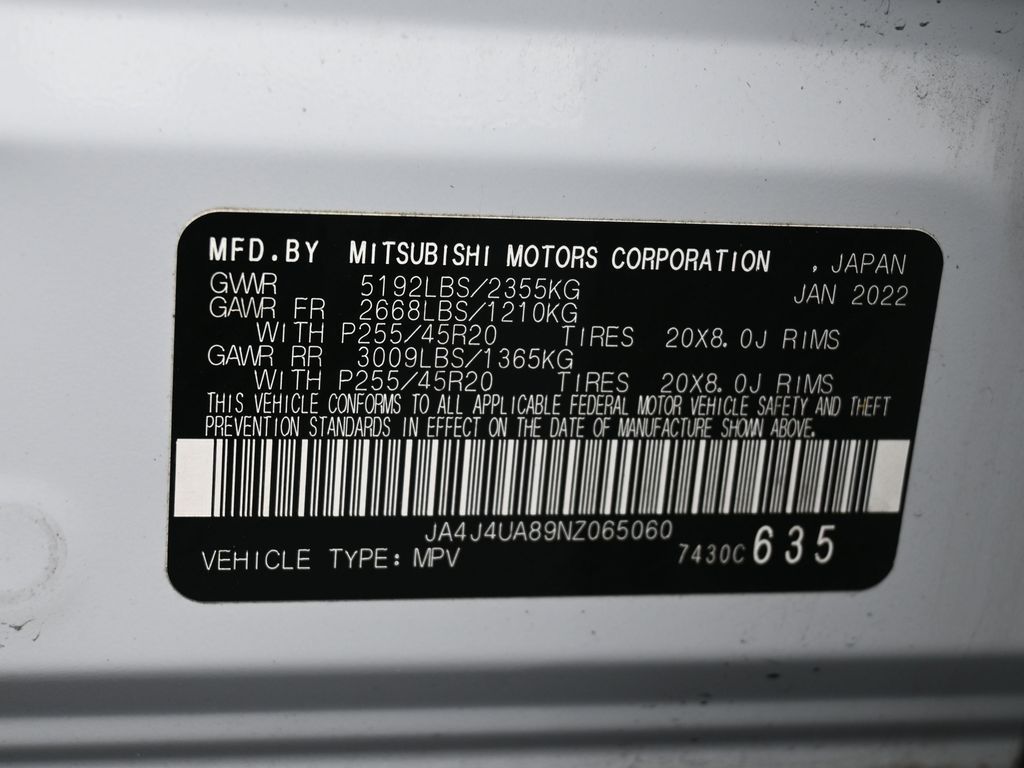 MFD.BY MITSUBISHI MOTORS CORPORATION , JAPAN
GVWR 5192LBS/2355KG JAN 2022
GAWR FR 2668LBS/1210KG
WITH P255/45R20 TIRES 20X8.0J RIMS
GAWR RR 3009LBS/1365KG
WITH P255/45R20 TIRES 20X8.0J RIMS
THIS VEHICLE CONFORMS TO ALL APPLICABLE FEDERAL MOTOR VEHICLE SAFETY AND THEFT
PREVENTION STANDARDS IN EFFECT ON THE DATE OF MANUFACTURE SHOWN ABOVE.
JA4J4UA89NZ065060
VEHICLE TYPE: MPV 7430C 635